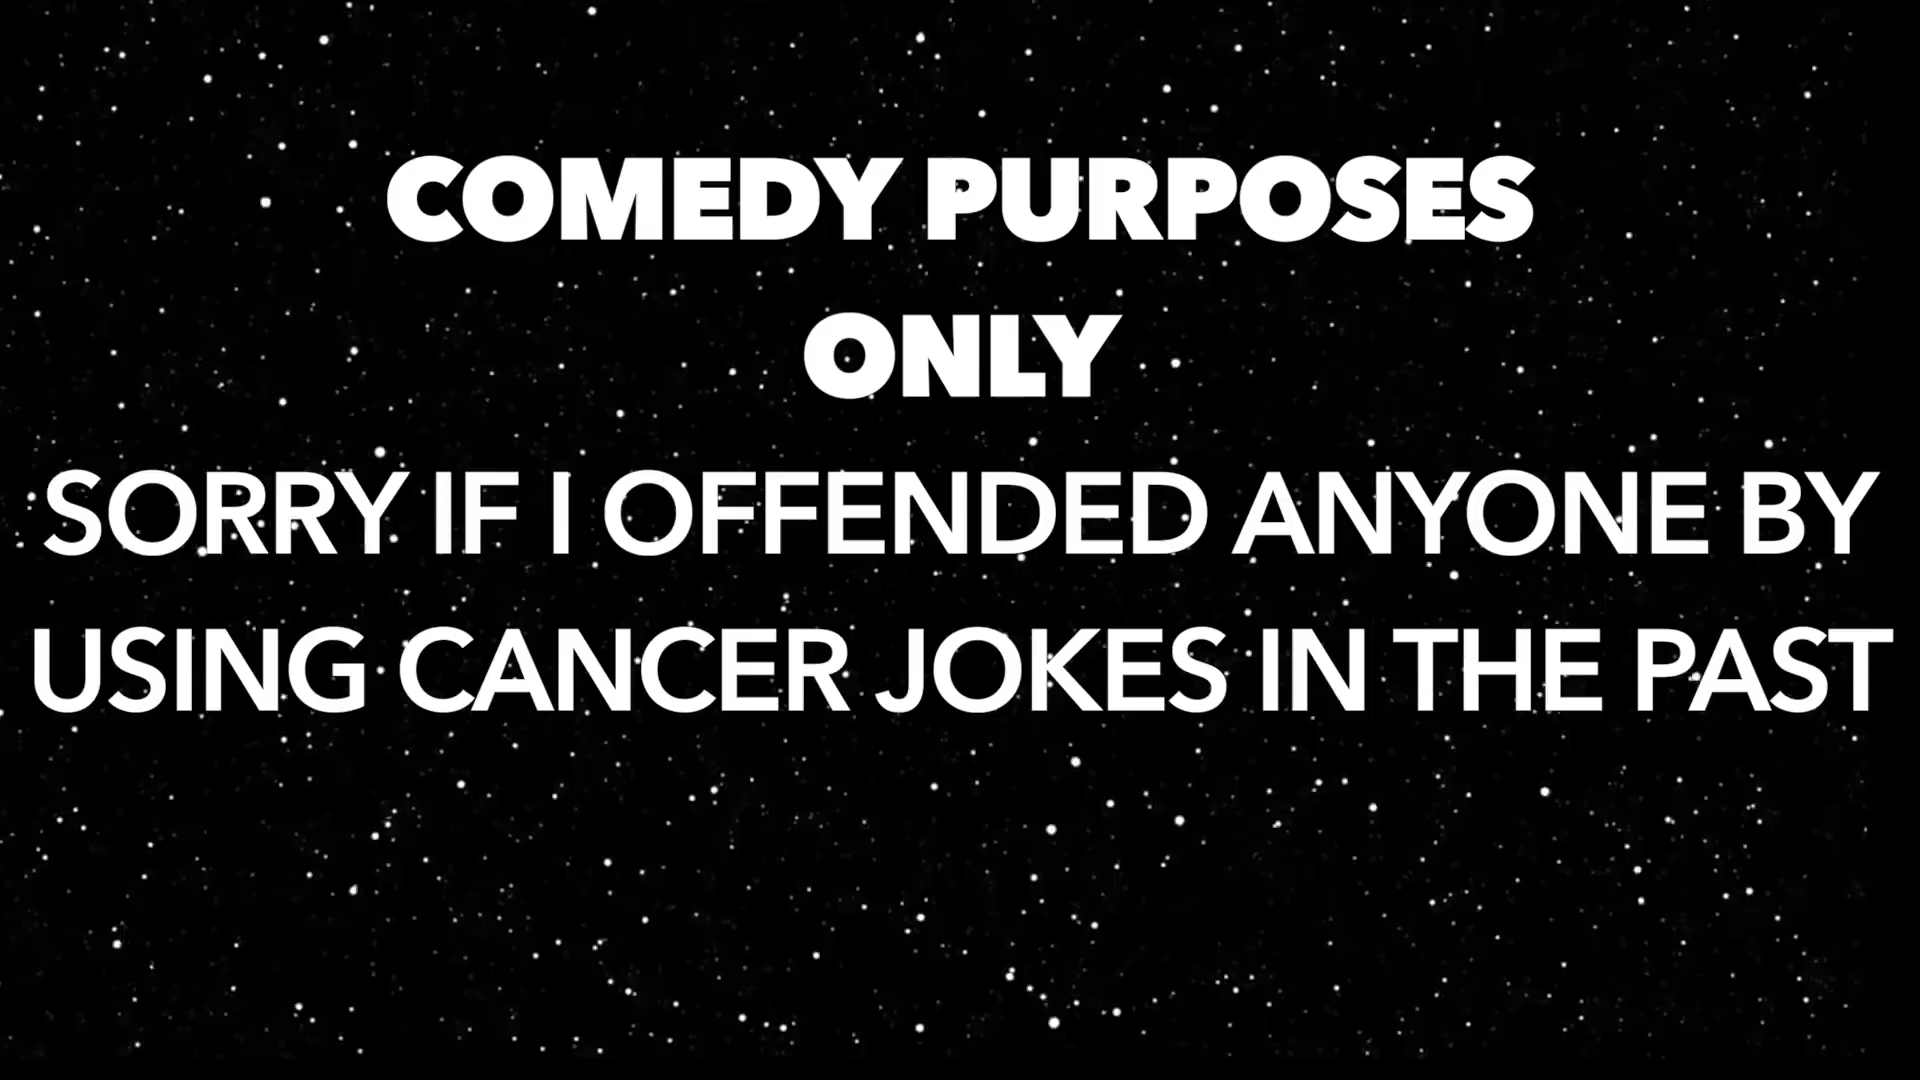 COMEDY PURPOSES
ONLY
SORRY IF I OFFENDED ANYONE BY
USING CANCER JOKES IN THE PAST